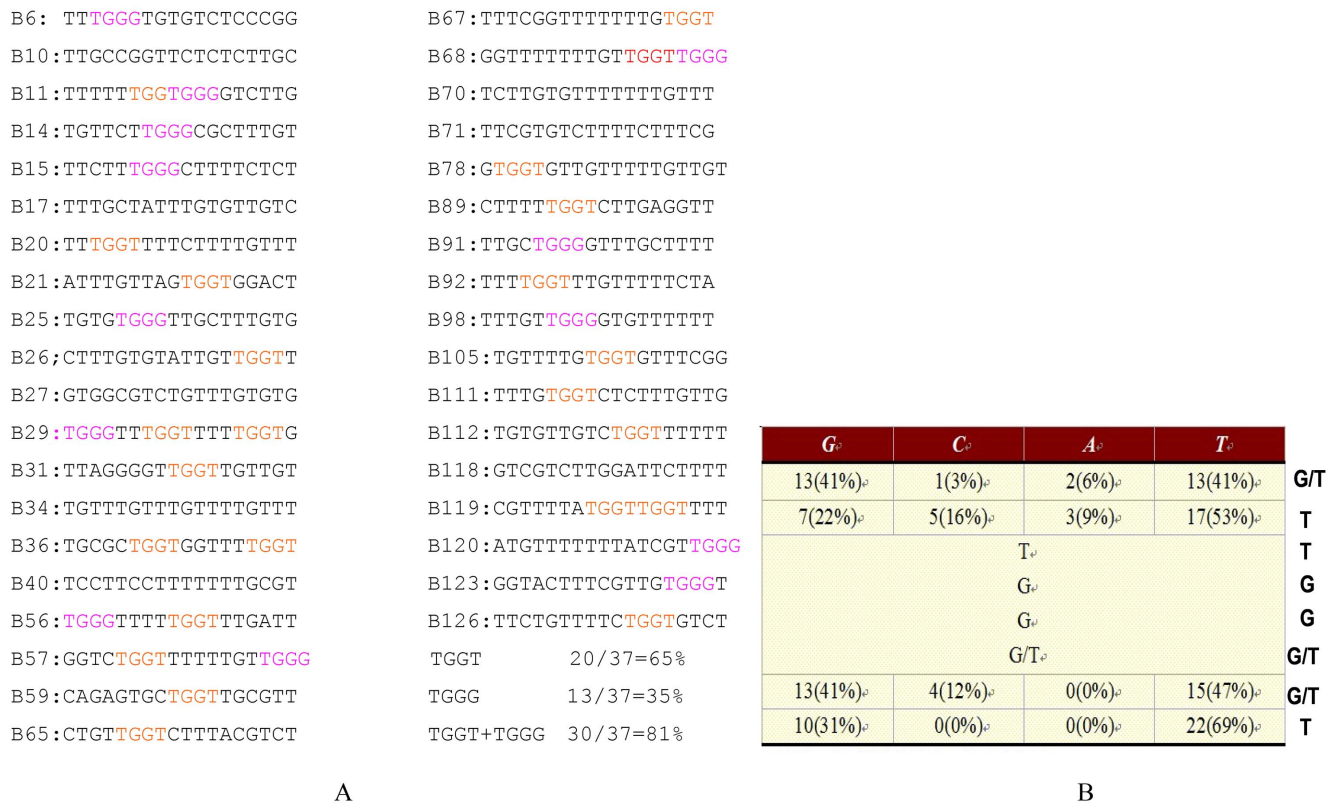 B6: TTTGGGTGTGTCTCCCGG
B10:TTGCCGGTTCTCTCTTGC
B11:TTTTTTGGTGGGGTCTTG
B14:TGTTCTTGGGCGCTTTGT
B15:TTCTTTGGGCTTTTCTCT
B17:TTTGCTATTTGTGTTGTC
B20:TTTGGTTTTCTTTTGTTT
B21:ATTTGTTAGTGGTGGACT
B25:TGTGTGGGTTGCTTTGTG
B26;CTTTGTGTATTGTTGGTT
B27:GTGGCGTCTGTTTGTGTG
B29:TGGGTTTGGTTTTTGGTG
B31:TTAGGGGTTGGTTGTTGT
B34:TGTTTGTTTGTTTTGTTT
B36:TGCGCTGGTGGTTTTGGT
B40:TCCTTCCTTTTTTTGCGT
B56:TGGGTTTTTGGTTTGATT
B57:GGTCTGGTTTTTTGTTGGG
B59:CAGAGTGCTGGTTGCGTT
B65:CTGTTGGTCTTTACGTCT
B67:TTTCGGTTTTTTTGTGGT
B68:GGTTTTTTTGTTGGTTGGG
B70:TCTTGTGTTTTTTTGTTT
B71:TTCGTGTCTTTTCTTTCG
B78:GTGGTGTTGTTTTTGTTGT
B89:CTTTTTGGTCTTGAGGTT
B91:TTGCTGGGGTTTGCTTTT
B92:TTTTGGTTTGTTTTTCTA
B98:TTTGTTGGGGTGTTTTTT
B105:TGTTTTGTGGTGTTTCGG
B111:TTTGTGGTCTCTTTGTTG
B112:TGTGTTGTCTGGTTTTTT
B118:GTCGTCTTGGATTCTTTT
B119:CGTTTTATGGTTGGTTTT
B120:ATGTTTTTTTATCGTTGGG
B123:GGTACTTTCGTTGTGGGT
B126:TTCTGTTTTCTGGTGTCT
TGGT 20/37=65%
TGGG 13/37=35%
TGGT+TGGG 30/37=81%
A
G C A T
13(41%) 1(3%) 2(6%) 13(41%) G/T
7(22%) 5(16%) 3(9%) 17(53%) T
T T
G G
G G
G/T G/T
13(41%) 4(12%) 0(0%) 15(47%) G/T
10(31%) 0(0%) 0(0%) 22(69%) T
B